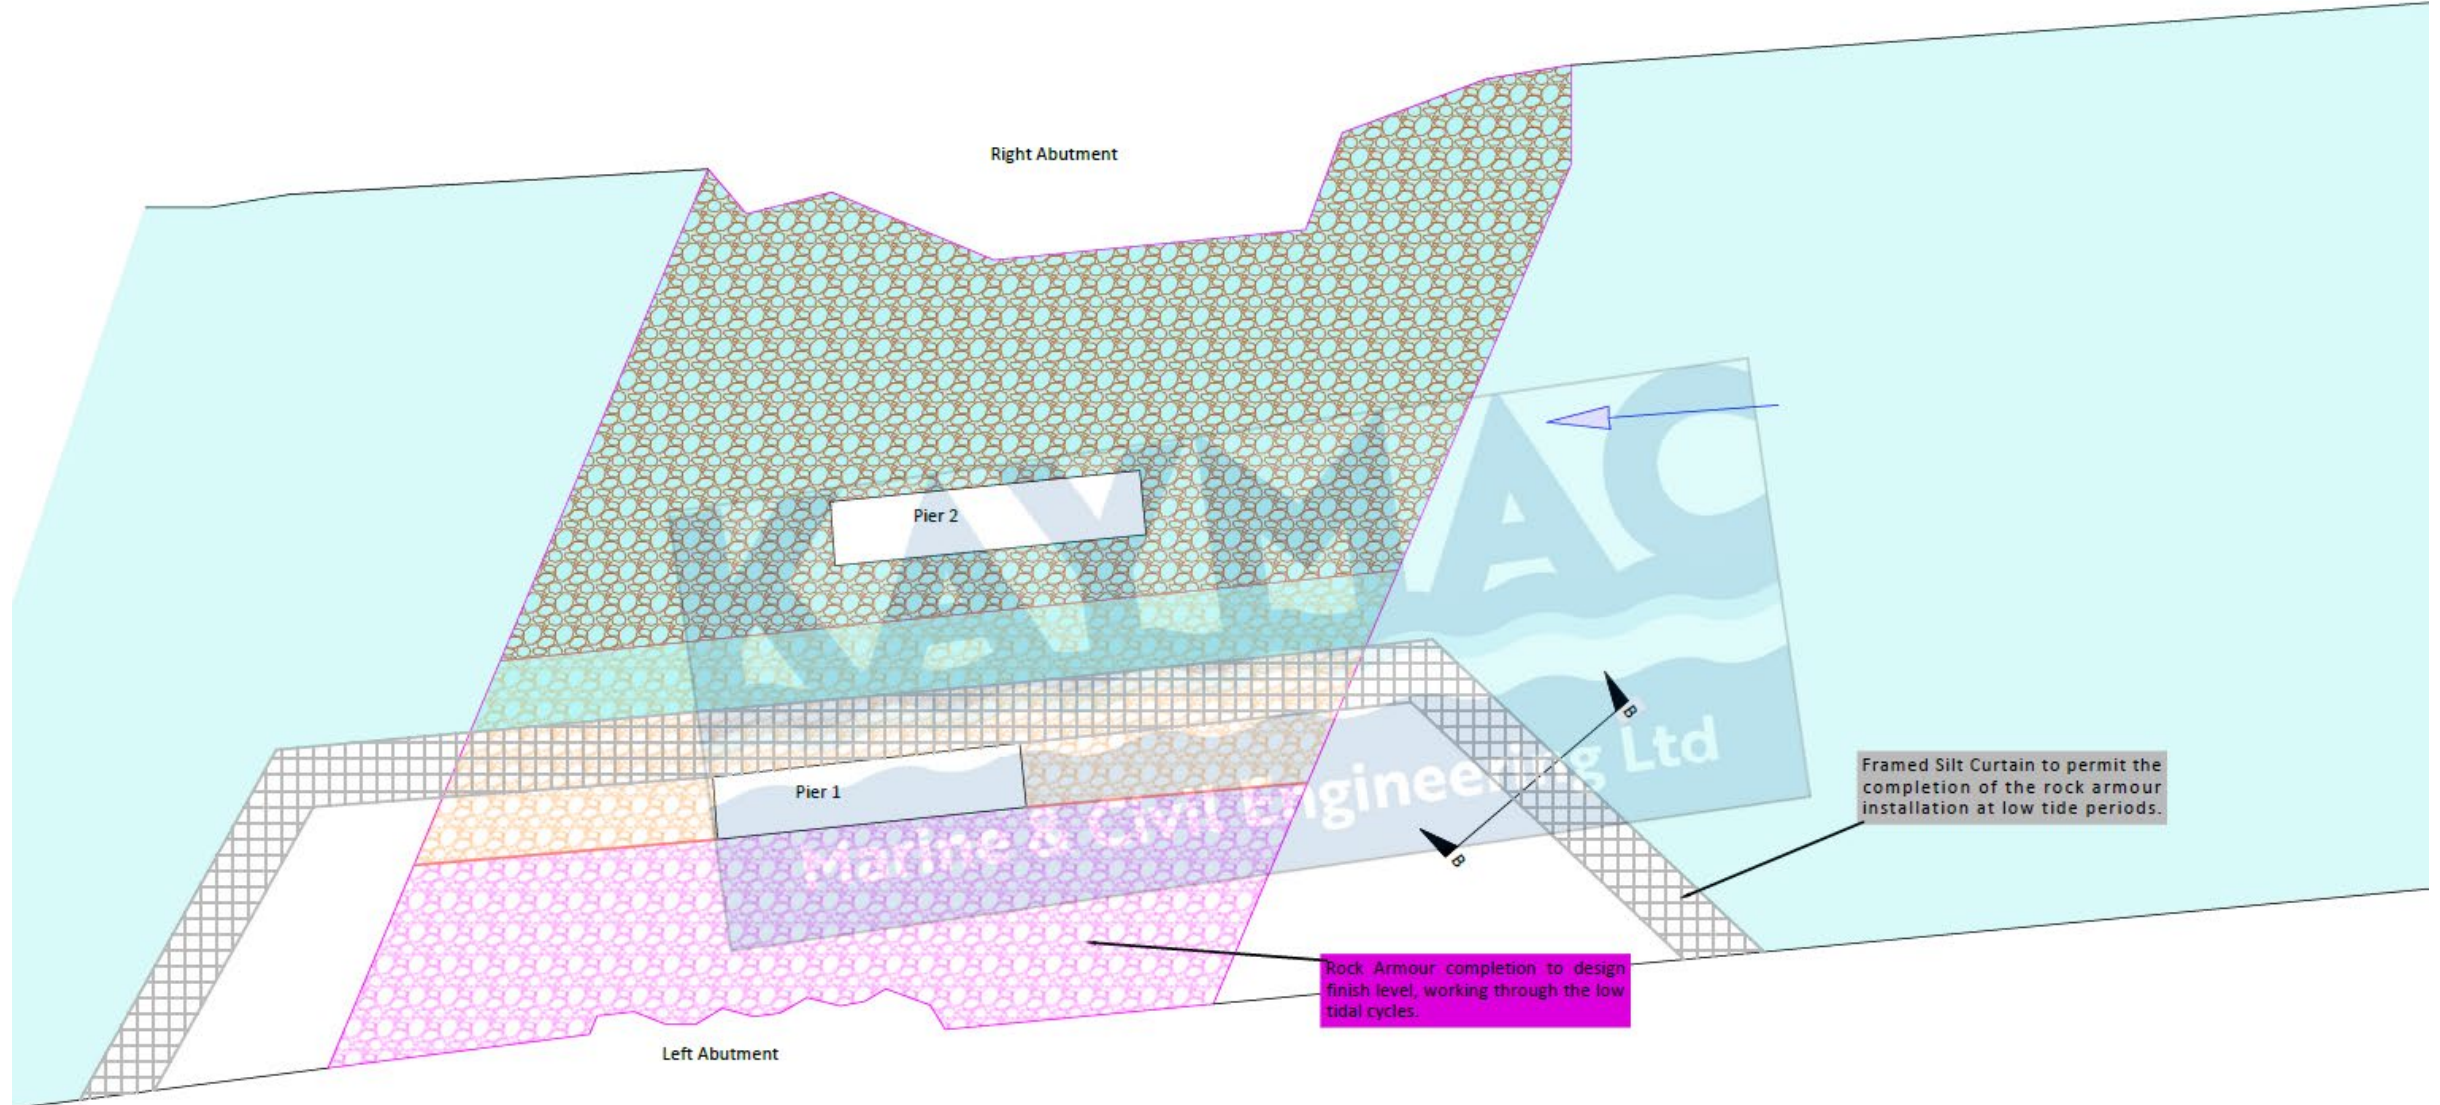 Right Abutment
KAYMAC
Pier 2
B
Marine & Civil Engineering Ltd
Framed Silt Curtain to permit the
completion of the rock armour
installation at low tide periods.
Pier 1
B
Rock Armour completion to design
finish level, working through the low
tidal cycles.
Left Abutment